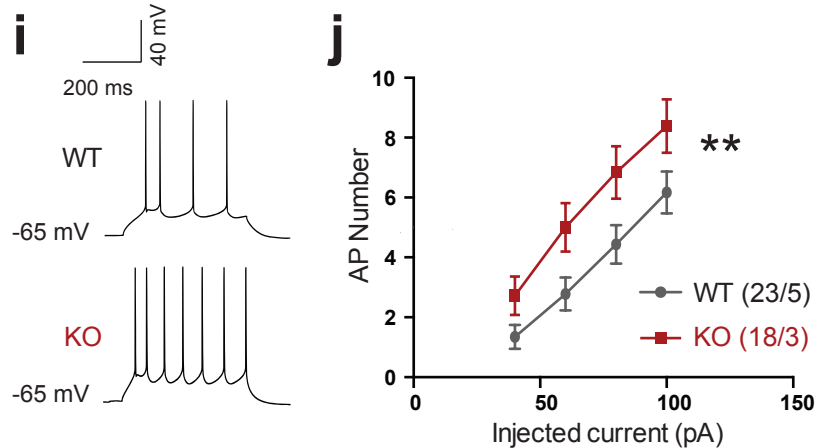 i
40 mV
200 ms
WT
-65 mV
KO
-65 mV
j
10
8
6
4
2
0
AP Number
**
WT (23/5)
KO (18/3)
0
50
100
150
Injected current (pA)